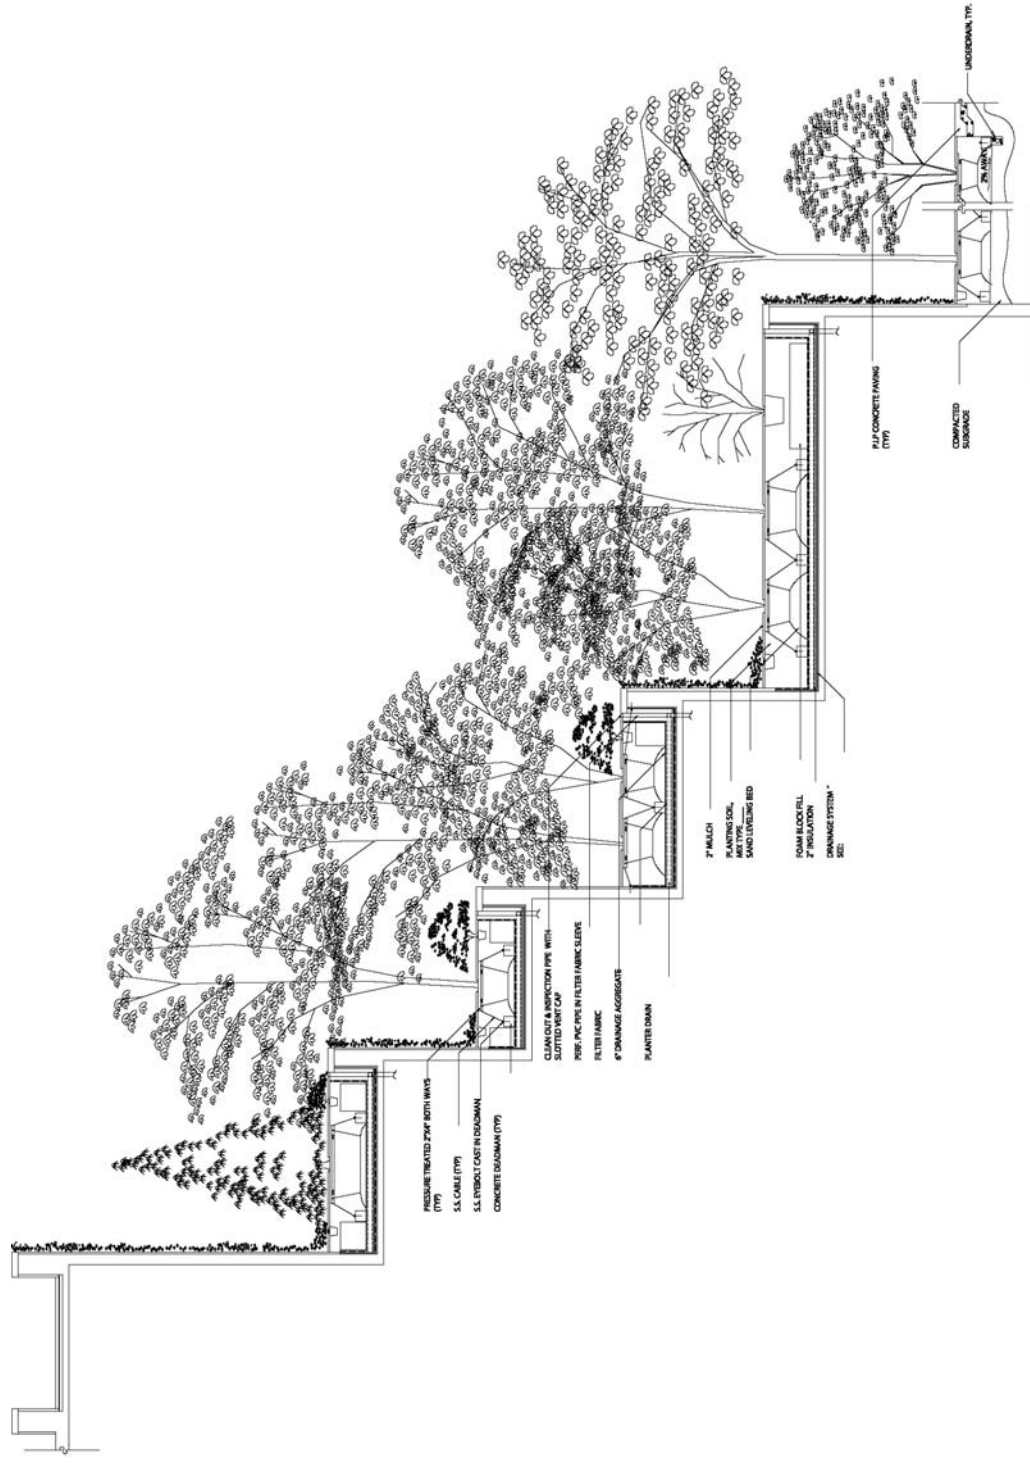 PRESSURE TREATED 2"X4" BOTH WAYS
(TYP)
S.S. CABLE (TYP)
S.S. EYEBOLT CAST IN DEADMAN
CONCRETE DEADMAN (TYP)
CLEAN OUT & INSPECTION PIPE WITH
SLOTTED VENT CAP
PERF. PVC PIPE IN FILTER FABRIC SLEEVE
FILTER FABRIC
6" DRAINAGE AGGREGATE
PLANTER DRAIN
2" MULCH
PLANTING SOIL,
MIX TYPE ____
SAND LEVELING BED
FOAM BLOCK FILL
2" INSULATION
DRAINAGE SYSTEM "
SEE:
P.I.P CONCRETE PAVING
(TYP)
COMPACTED
SUBGRADE
2% AWAY
UNDERDRAIN, TYP.